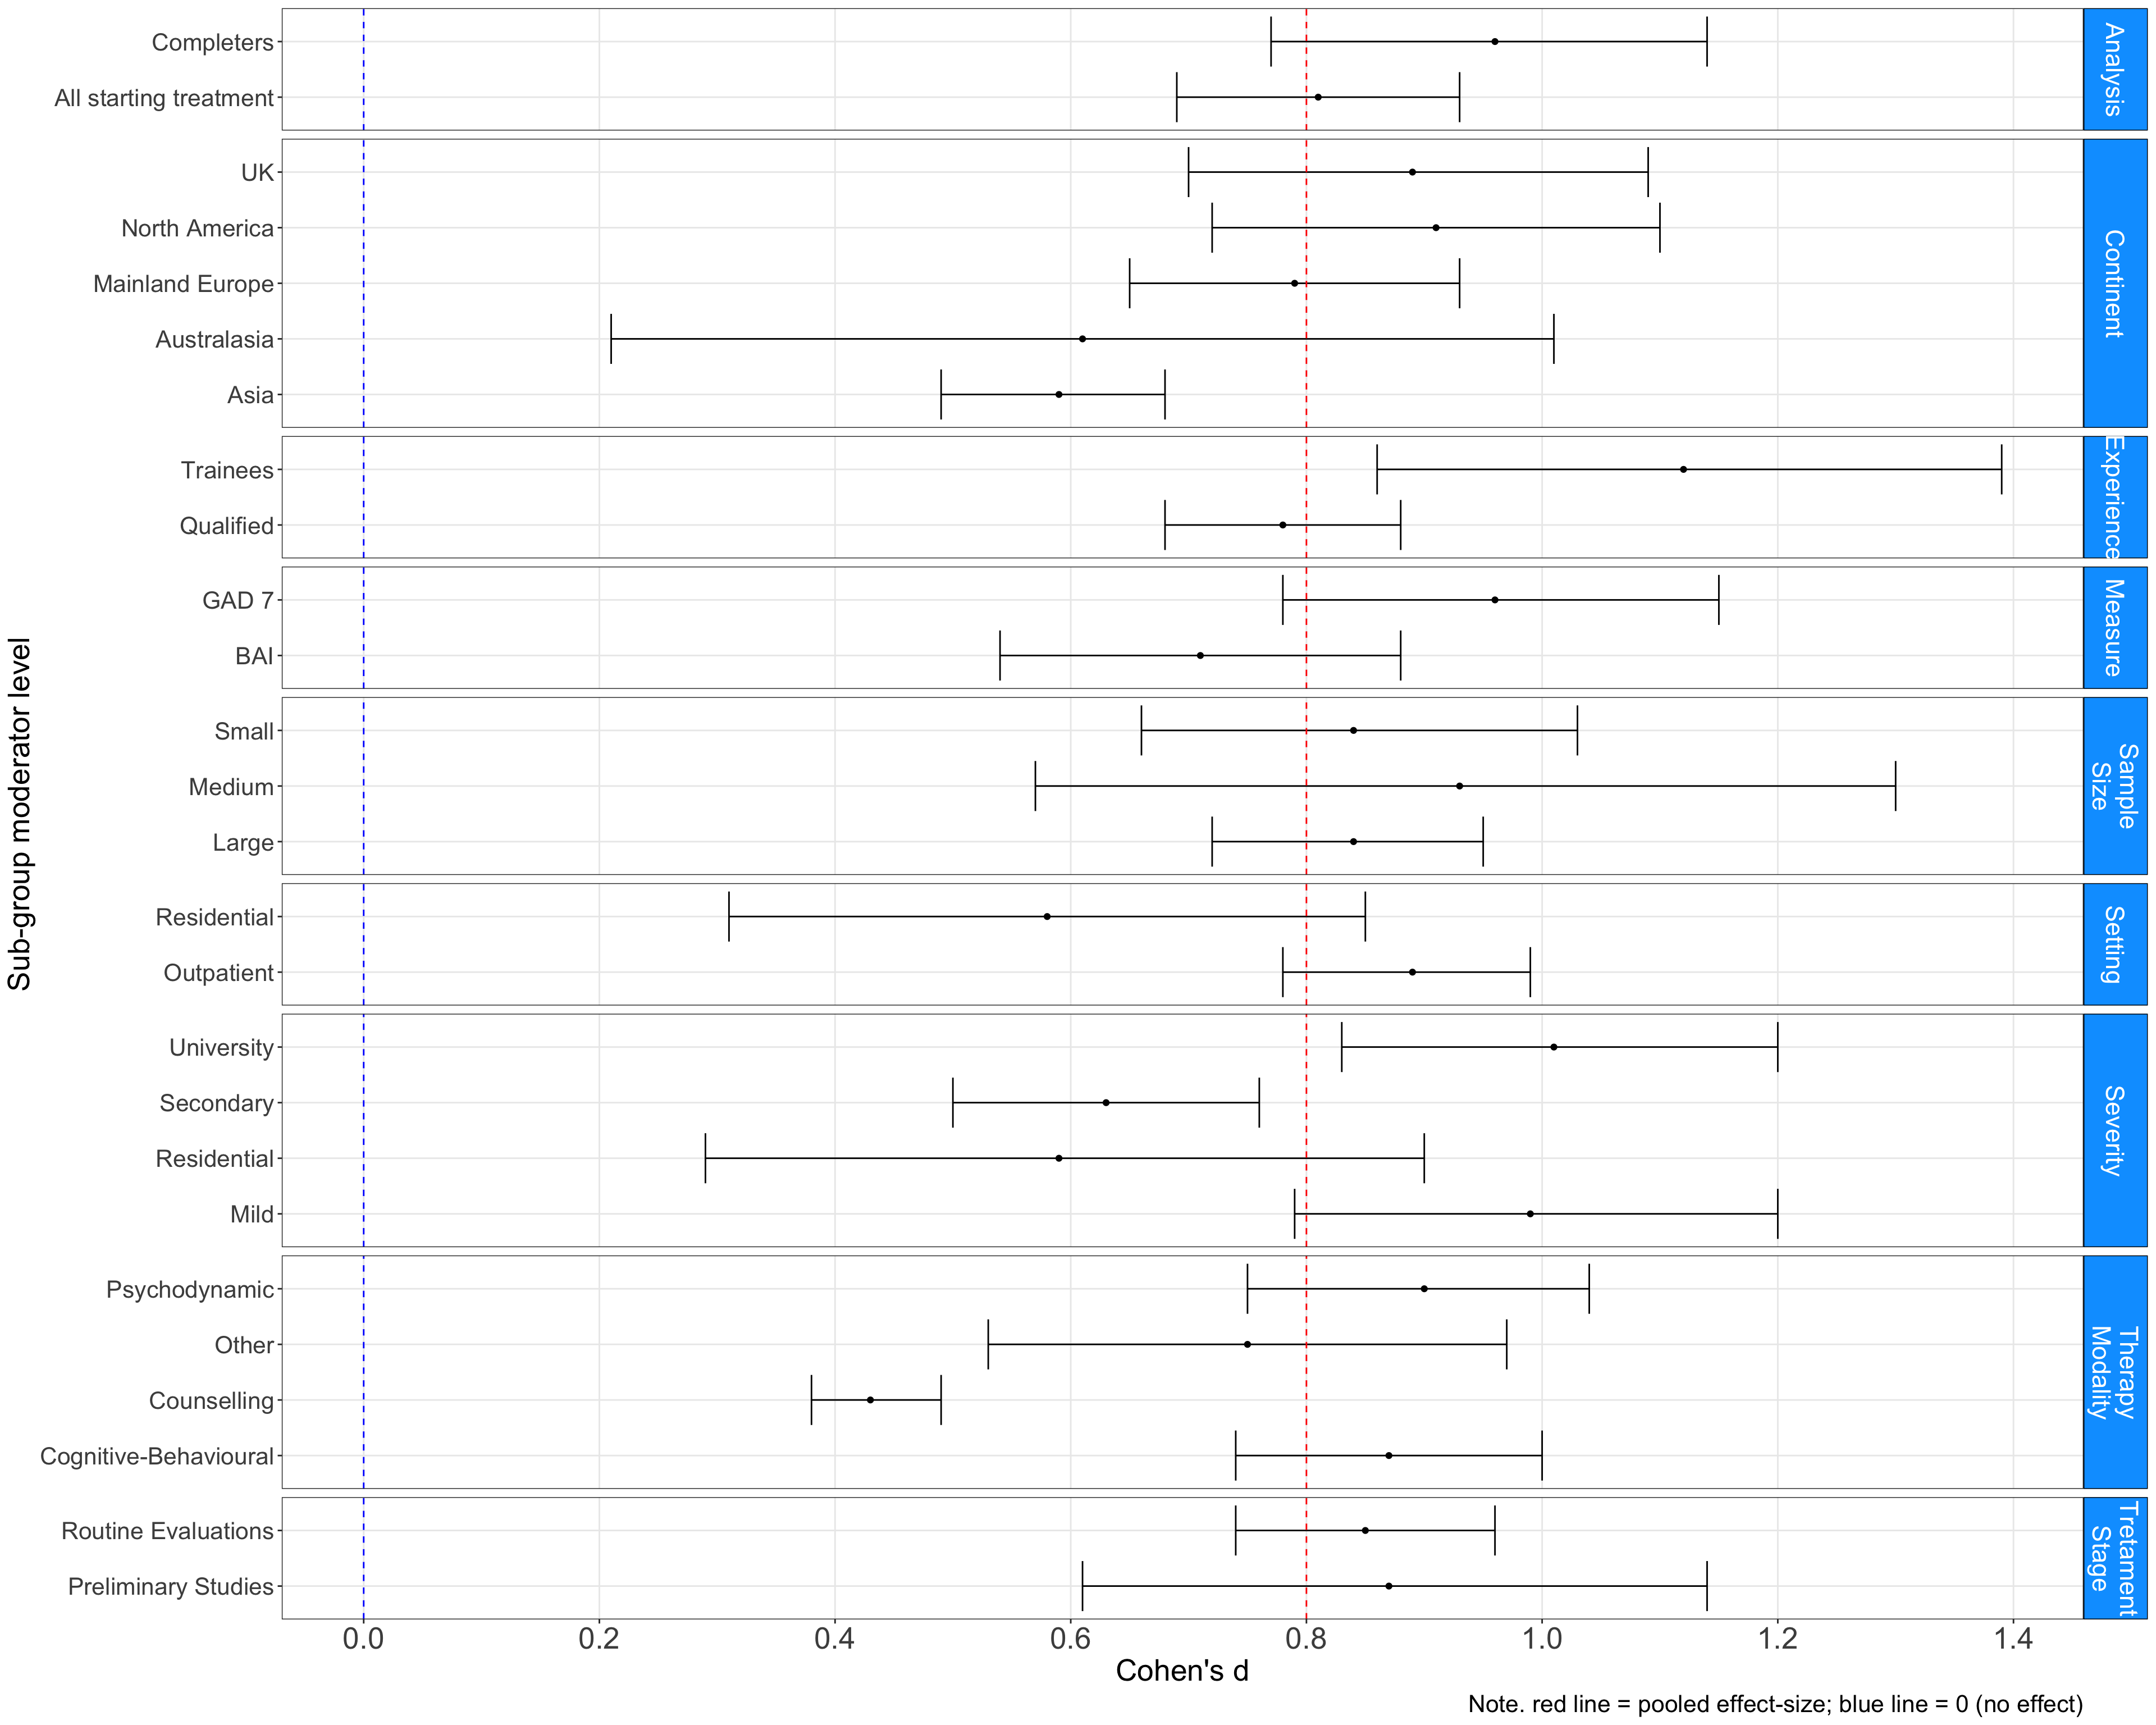 Completers
All starting treatment
Analysis
UK
North America
Mainland Europe
Australasia
Asia
Continent
Trainees
Qualified
Experience
GAD 7
BAI
Measure
Small
Medium
Large
Sample
Size
Residential
Outpatient
Setting
University
Secondary
Residential
Mild
Severity
Psychodynamic
Other
Counselling
Cognitive-Behavioural
Therapy
Modality
Routine Evaluations
Preliminary Studies
Tretament
Stage
Sub-group moderator level
0.0 0.2 0.4 0.6 0.8 1.0 1.2 1.4
Cohen's d
Note. red line = pooled effect-size; blue line = 0 (no effect)